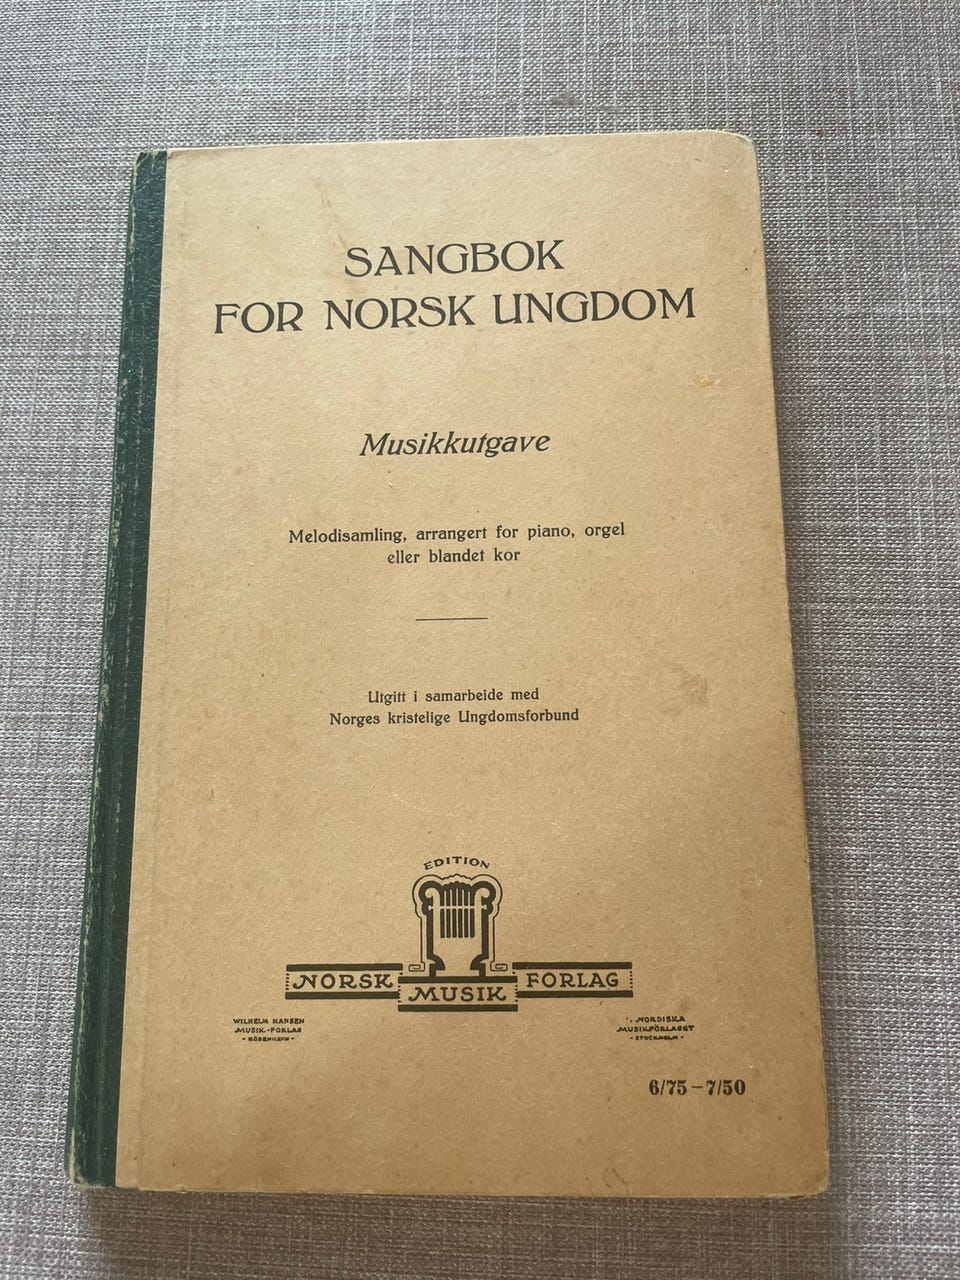 SANGBOK
FOR NORSK UNGDOM
Musikkutgave
Melodisamling, arrangert for piano, orgel
eller blandet kor
Utgitt i samarbeide med
Norges kristelige Ungdomsforbund
EDITION
NORSK MUSIK FORLAG
WILHELM HANSEN
MUSIK-FORLAG
- KÖBENHAVN -
NORDISKA
MUSIKFÖRLAGET
- STOCKHOLM -
6/75 – 7/50